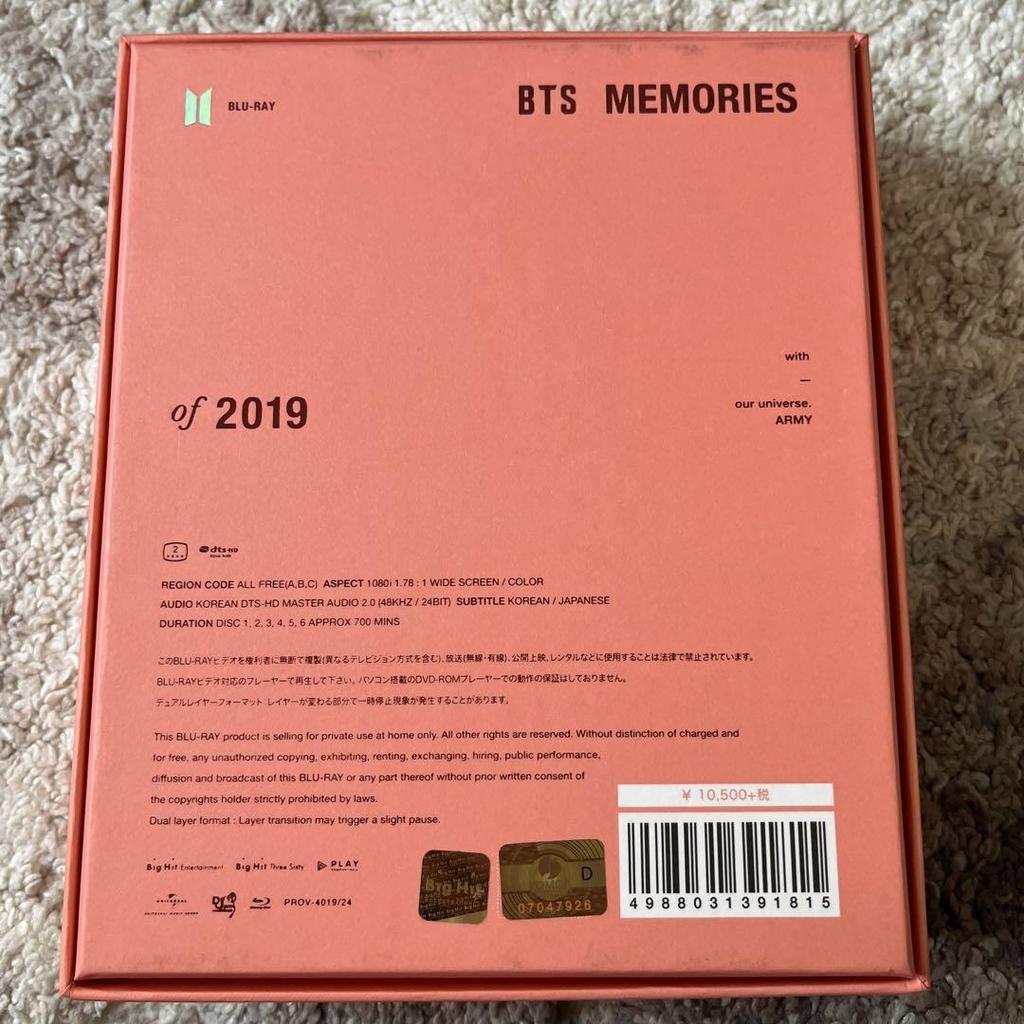 BLU-RAY
BTS MEMORIES
with
—
our universe.
ARMY
of 2019
2
dts-HD
REGION CODE ALL FREE(A,B,C) ASPECT 1080i 1.78 : 1 WIDE SCREEN / COLOR
AUDIO KOREAN DTS-HD MASTER AUDIO 2.0 (48KHZ / 24BIT) SUBTITLE KOREAN / JAPANESE
DURATION DISC 1, 2, 3, 4, 5, 6 APPROX 700 MINS
このBLU-RAYビデオを権利者に無断で複製(異なるテレビジョン方式を含む)､放送(無線・有線)､公開上映､レンタルなどに使用することは法律で禁止されています。
BLU-RAYビデオ対応のプレーヤーで再生して下さい。パソコン搭載のDVD-ROMプレーヤーでの動作の保証はしておりません。
デュアルレイヤーフォーマット レイヤーが変わる部分で一時停止現象が発生することがあります。
This BLU-RAY product is selling for private use at home only. All other rights are reserved. Without distinction of charged and
for free, any unauthorized copying, exhibiting, renting, exchanging, hiring, public performance,
diffusion and broadcast of this BLU-RAY or any part thereof without prior written consent of
the copyrights holder strictly prohibited by laws.
Dual layer format : Layer transition may trigger a slight pause.
¥ 10,500+税
4988031391815
Big Hit Entertainment Big Hit Three Sixty PLAY
Big Hit
D
07047926
UNIVERSAL
PROV-4019/24